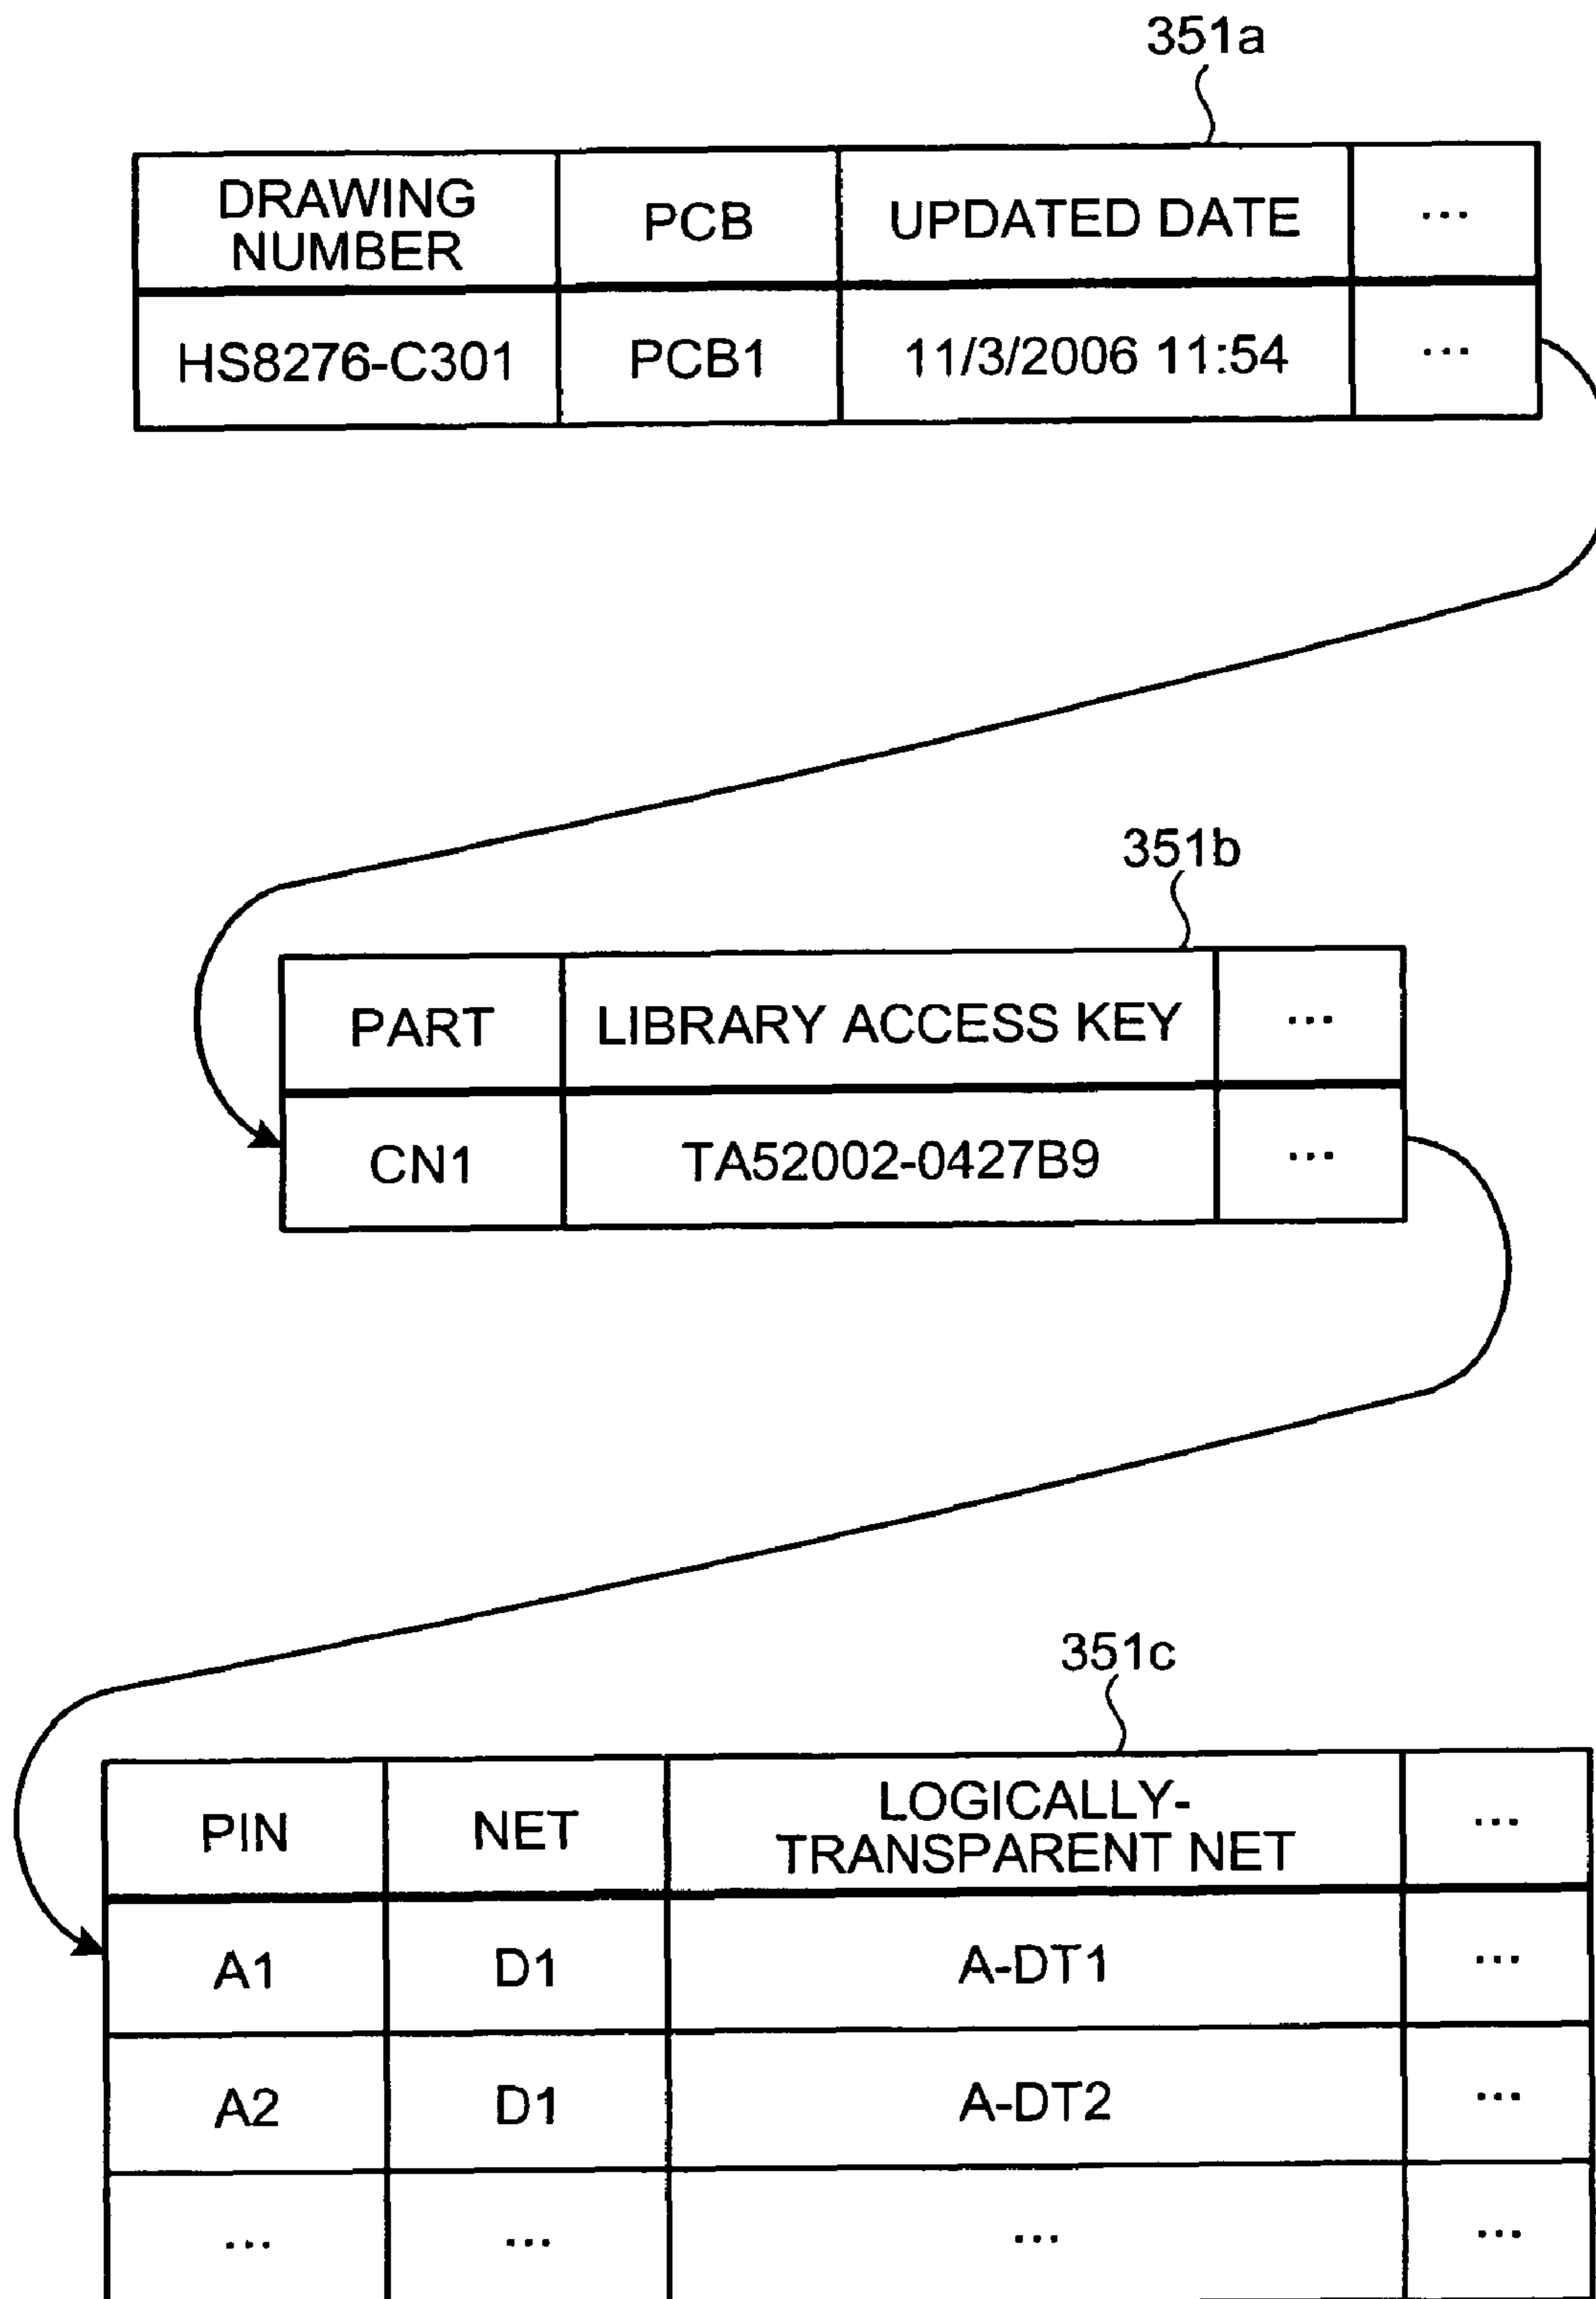 351a
DRAWING NUMBER PCB UPDATED DATE ...
HS8276-C301 PCB1 11/3/2006 11:54 ...
351b
PART LIBRARY ACCESS KEY ...
CN1 TA52002-0427B9 ...
351c
PIN NET LOGICALLY-TRANSPARENT NET ...
A1 D1 A-DT1 ...
A2 D1 A-DT2 ...
... ... ... ...